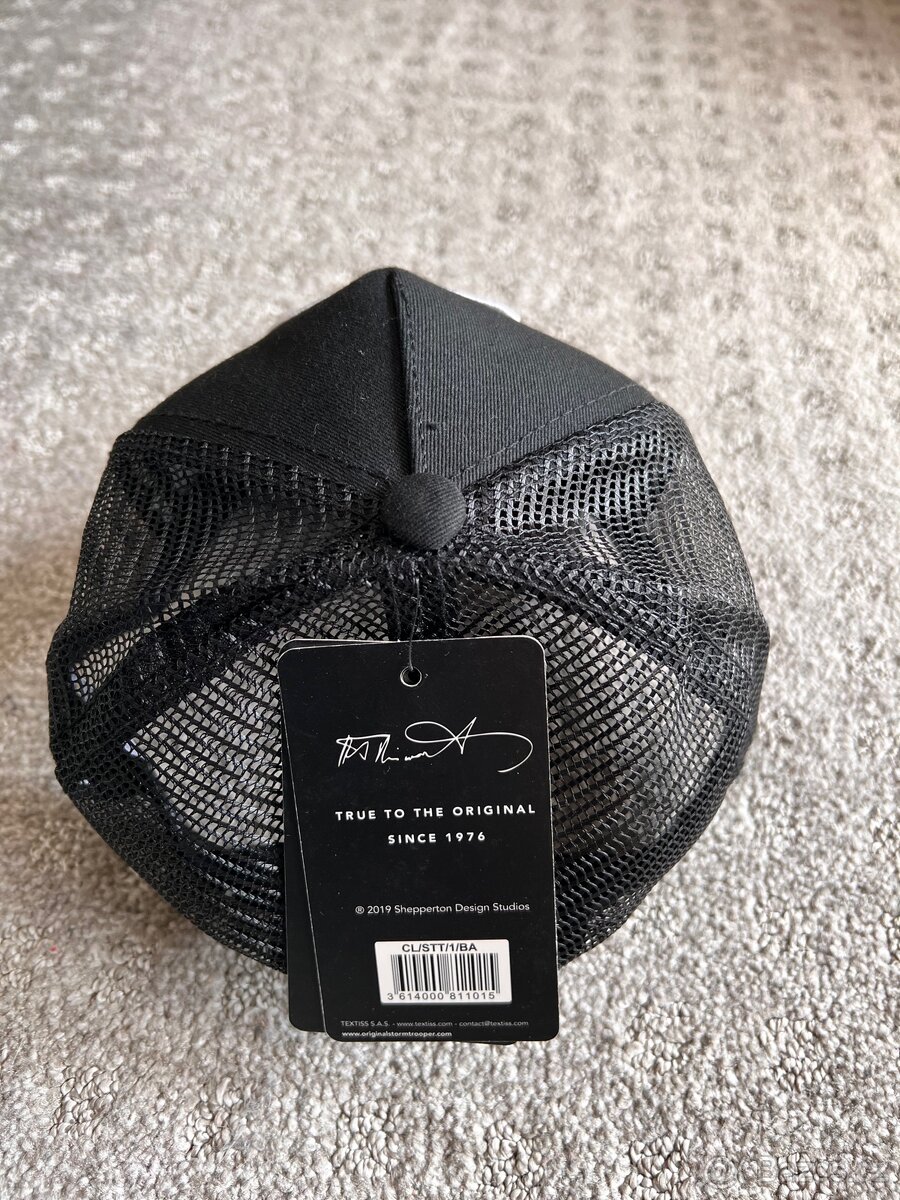 TRUE TO THE ORIGINAL
SINCE 1976
® 2019 Shepperton Design Studios
CL/STT/1/BA
3 614000 811015
TEXTISS S.A.S. - www.textiss.com - contact@textiss.com
www.originalstormtrooper.com